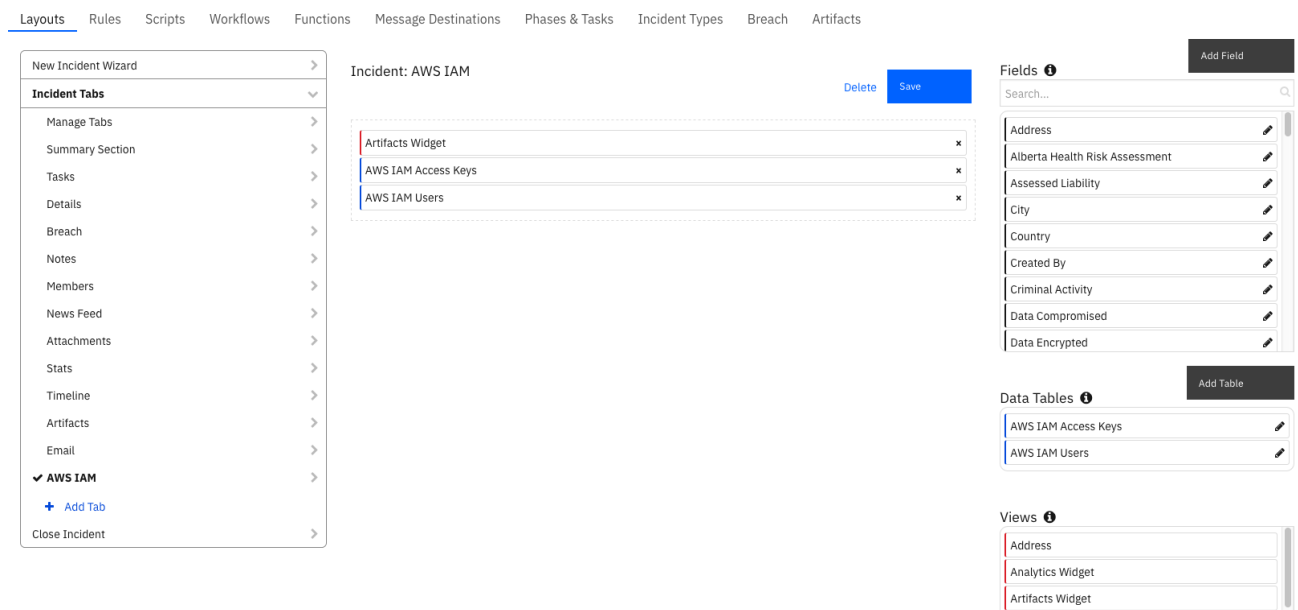 Layouts Rules Scripts Workflows Functions Message Destinations Phases & Tasks Incident Types Breach Artifacts
New Incident Wizard
Incident Tabs
Manage Tabs
Summary Section
Tasks
Details
Breach
Notes
Members
News Feed
Attachments
Stats
Timeline
Artifacts
Email
AWS IAM
Add Tab
Close Incident
Incident: AWS IAM
Delete
Save
Artifacts Widget
AWS IAM Access Keys
AWS IAM Users
Add Field
Fields
Search...
Address
Alberta Health Risk Assessment
Assessed Liability
City
Country
Created By
Criminal Activity
Data Compromised
Data Encrypted
Add Table
Data Tables
AWS IAM Access Keys
AWS IAM Users
Views
Address
Analytics Widget
Artifacts Widget